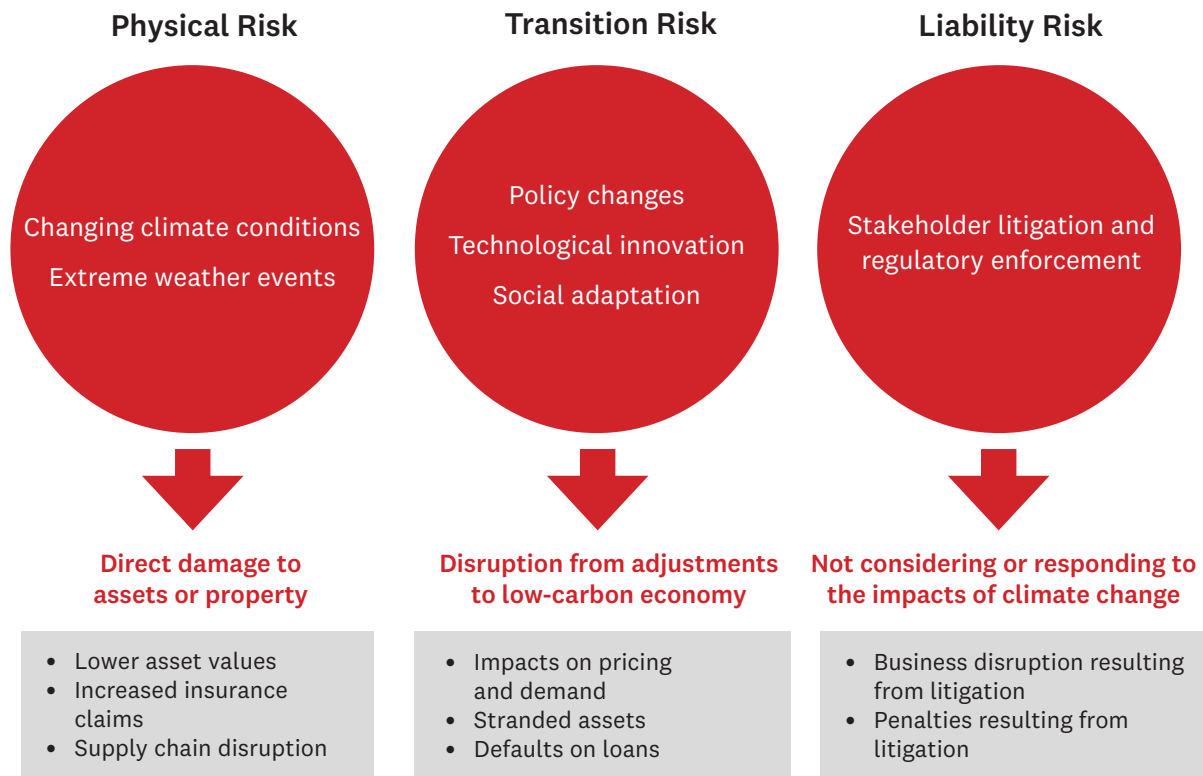 Physical Risk
Changing climate conditions
Extreme weather events
Direct damage to
assets or property
• Lower asset values
• Increased insurance
claims
• Supply chain disruption
Transition Risk
Policy changes
Technological innovation
Social adaptation
Disruption from adjustments
to low-carbon economy
• Impacts on pricing
and demand
• Stranded assets
• Defaults on loans
Liability Risk
Stakeholder litigation and
regulatory enforcement
Not considering or responding to
the impacts of climate change
• Business disruption resulting
from litigation
• Penalties resulting from
litigation